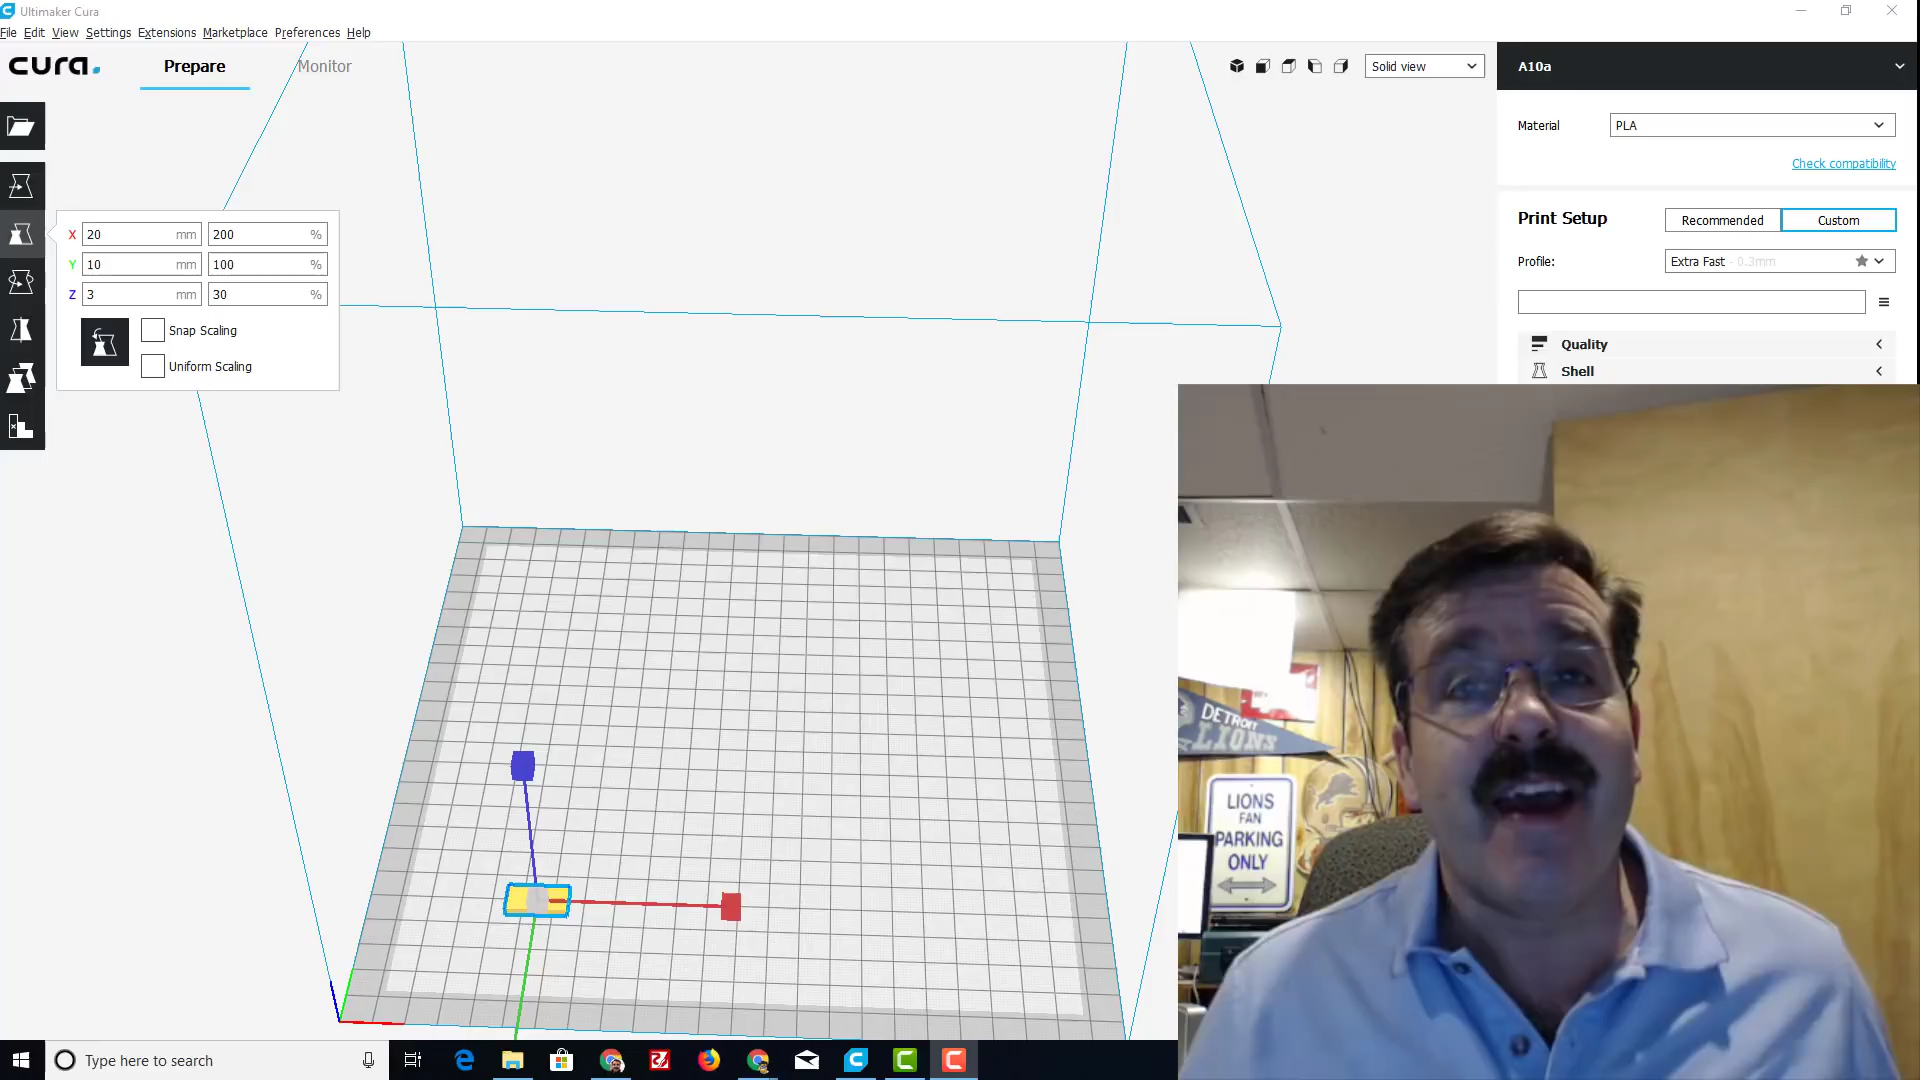 Ultimaker Cura
File Edit View Settings Extensions Marketplace Preferences Help
cura.
Prepare
Monitor
Solid view
A10a
Material
PLA
Check compatibility
X 20 mm 200 %
Y 10 mm 100 %
Z 3 mm 30 %
Snap Scaling
Uniform Scaling
Print Setup
Recommended
Custom
Profile:
Extra Fast - 0.3mm
Quality
Shell
DETROIT
LIONS
LIONS
FAN
PARKING
ONLY
Type here to search